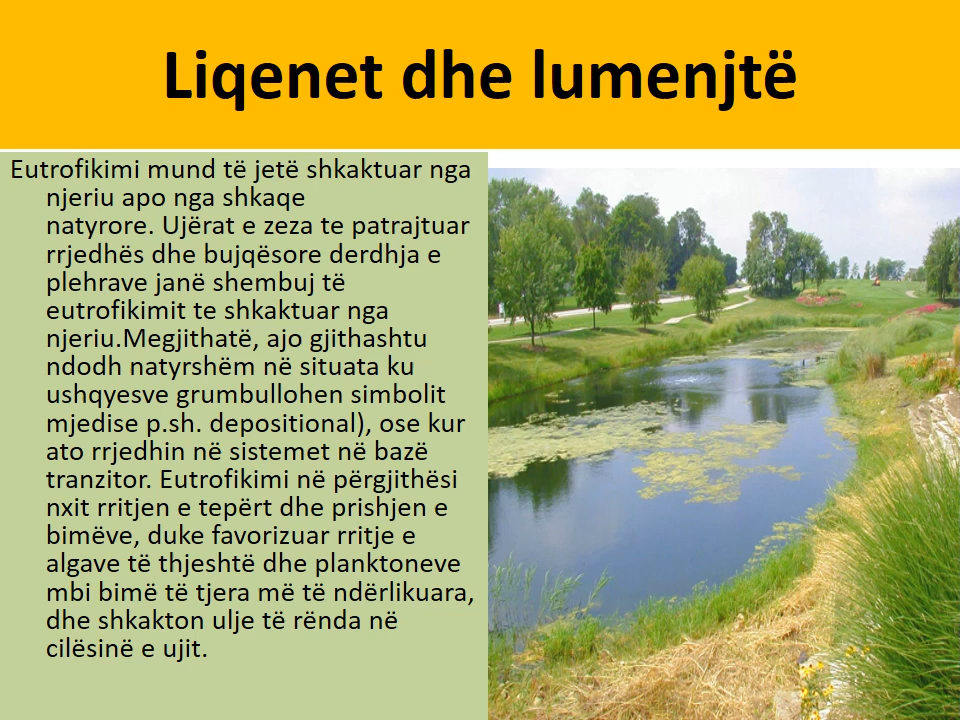 Liqenet dhe lumenjtë
Eutrofikimi mund të jetë shkaktuar nga
njeriu apo nga shkaqe
natyrore. Ujërat e zeza te patrajtuar
rrjedhës dhe bujqësore derdhja e
plehrave janë shembuj të
eutrofikimit te shkaktuar nga
njeriu.Megjithatë, ajo gjithashtu
ndodh natyrshëm në situata ku
ushqyesve grumbullohen simbolit
mjedise p.sh. depositional), ose kur
ato rrjedhin në sistemet në bazë
tranzitor. Eutrofikimi në përgjithësi
nxit rritjen e tepërt dhe prishjen e
bimëve, duke favorizuar rritje e
algave të thjeshtë dhe planktoneve
mbi bimë të tjera më të ndërlikuara,
dhe shkakton ulje të rënda në
cilësinë e ujit.